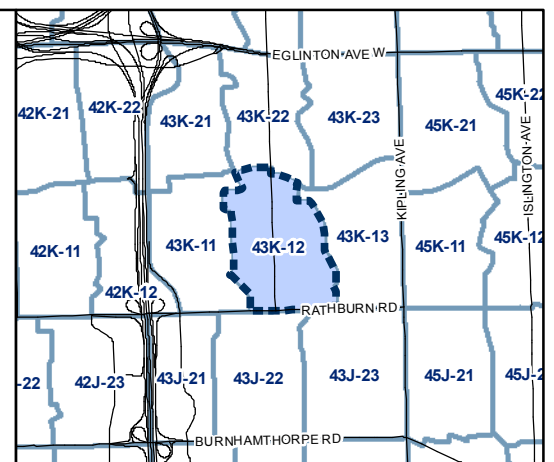 EGLINTON AVE W
45K-22
42K-21
42K-22
43K-21
43K-22
43K-23
45K-21
ISLINGTON AVE
KIPLING AVE
42K-11
43K-11
43K-12
43K-13
45K-11
45K-12
42K-12
RATHBURN RD
-22
42J-23
43J-21
43J-22
43J-23
45J-21
45J-2
BURNHAMTHORPE RD